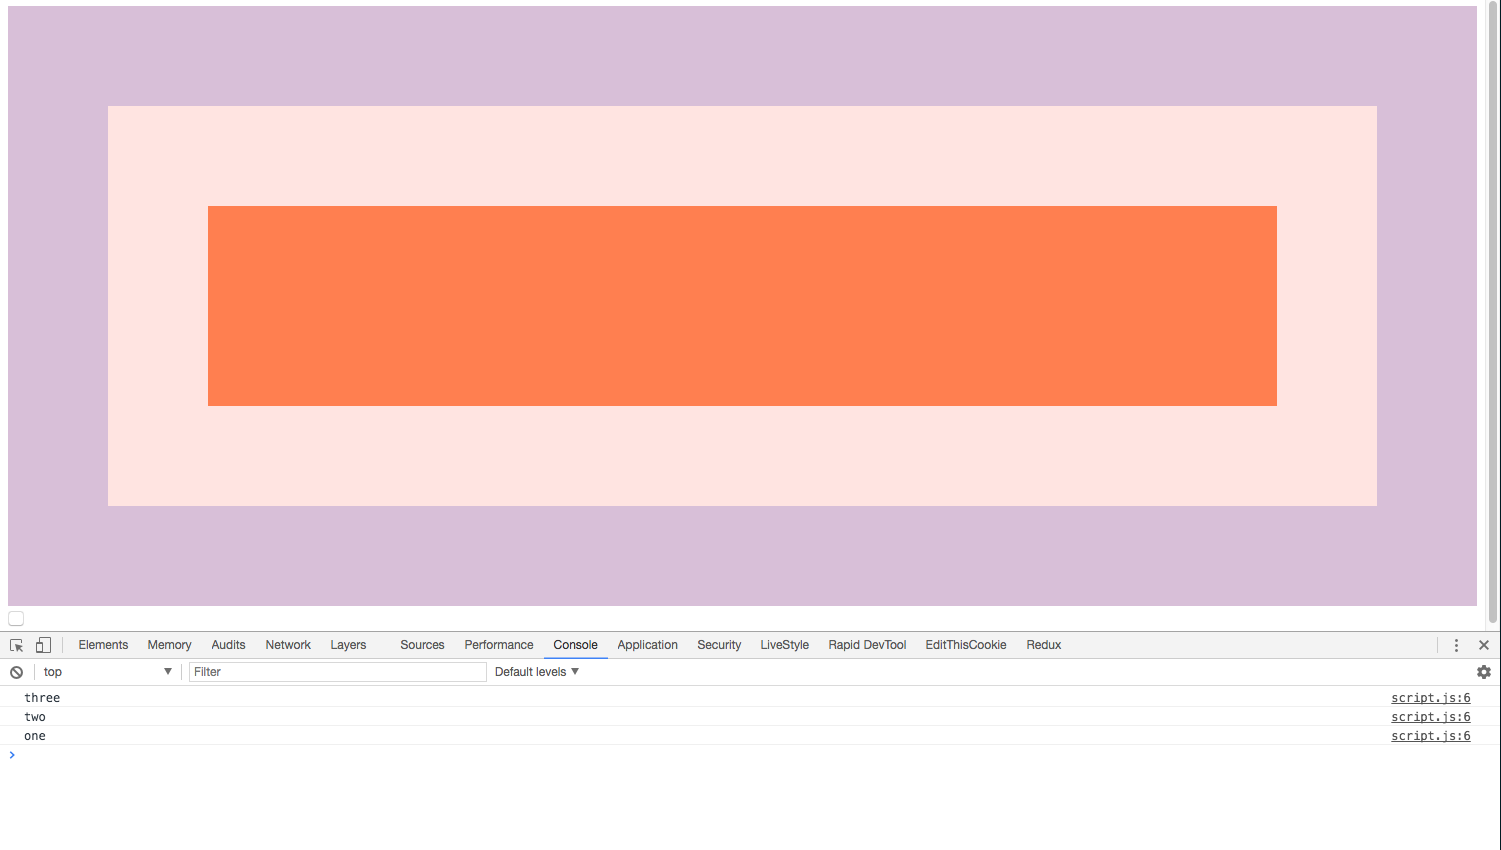 Elements Memory Audits Network Layers Sources Performance Console Application Security LiveStyle Rapid DevTool EditThisCookie Redux
top Filter Default levels
three script.js:6
two script.js:6
one script.js:6